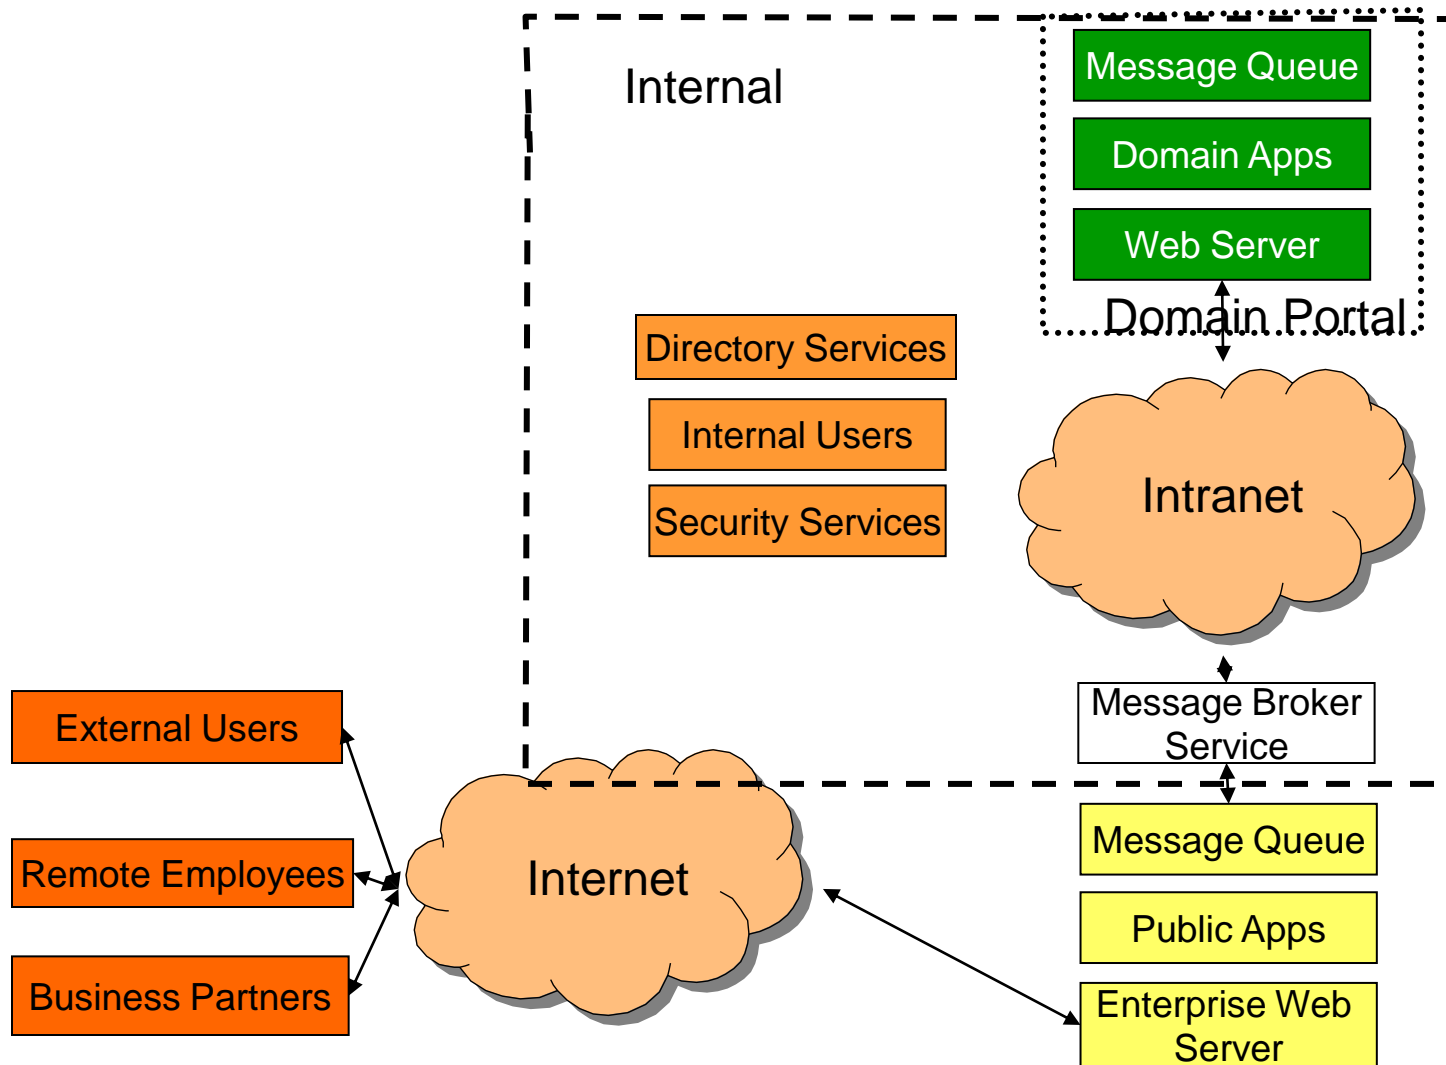 Internal
Message Queue
Domain Apps
Web Server
Domain Portal
Directory Services
Internal Users
Security Services
Intranet
Message Broker
Service
External Users
Remote Employees
Business Partners
Internet
Message Queue
Public Apps
Enterprise Web
Server